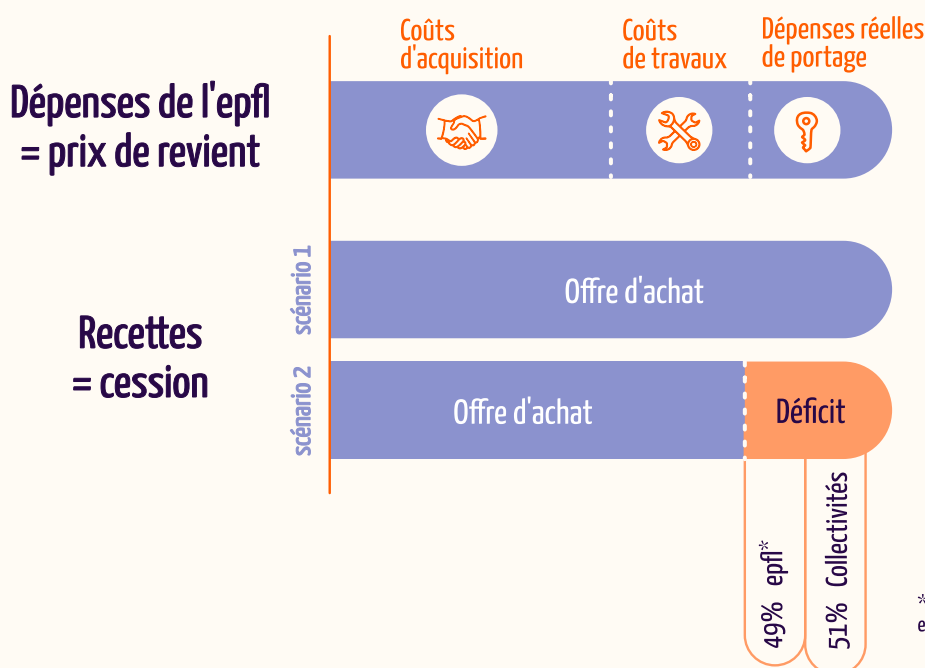 Coûts
d'acquisition
Coûts
de travaux
Dépenses réelles
de portage
Dépenses de l'epfl
= prix de revient
scénario 1
Offre d'achat
Recettes
= cession
scénario 2
Offre d'achat
Déficit
49% epfl*
51% Collectivités
*
e